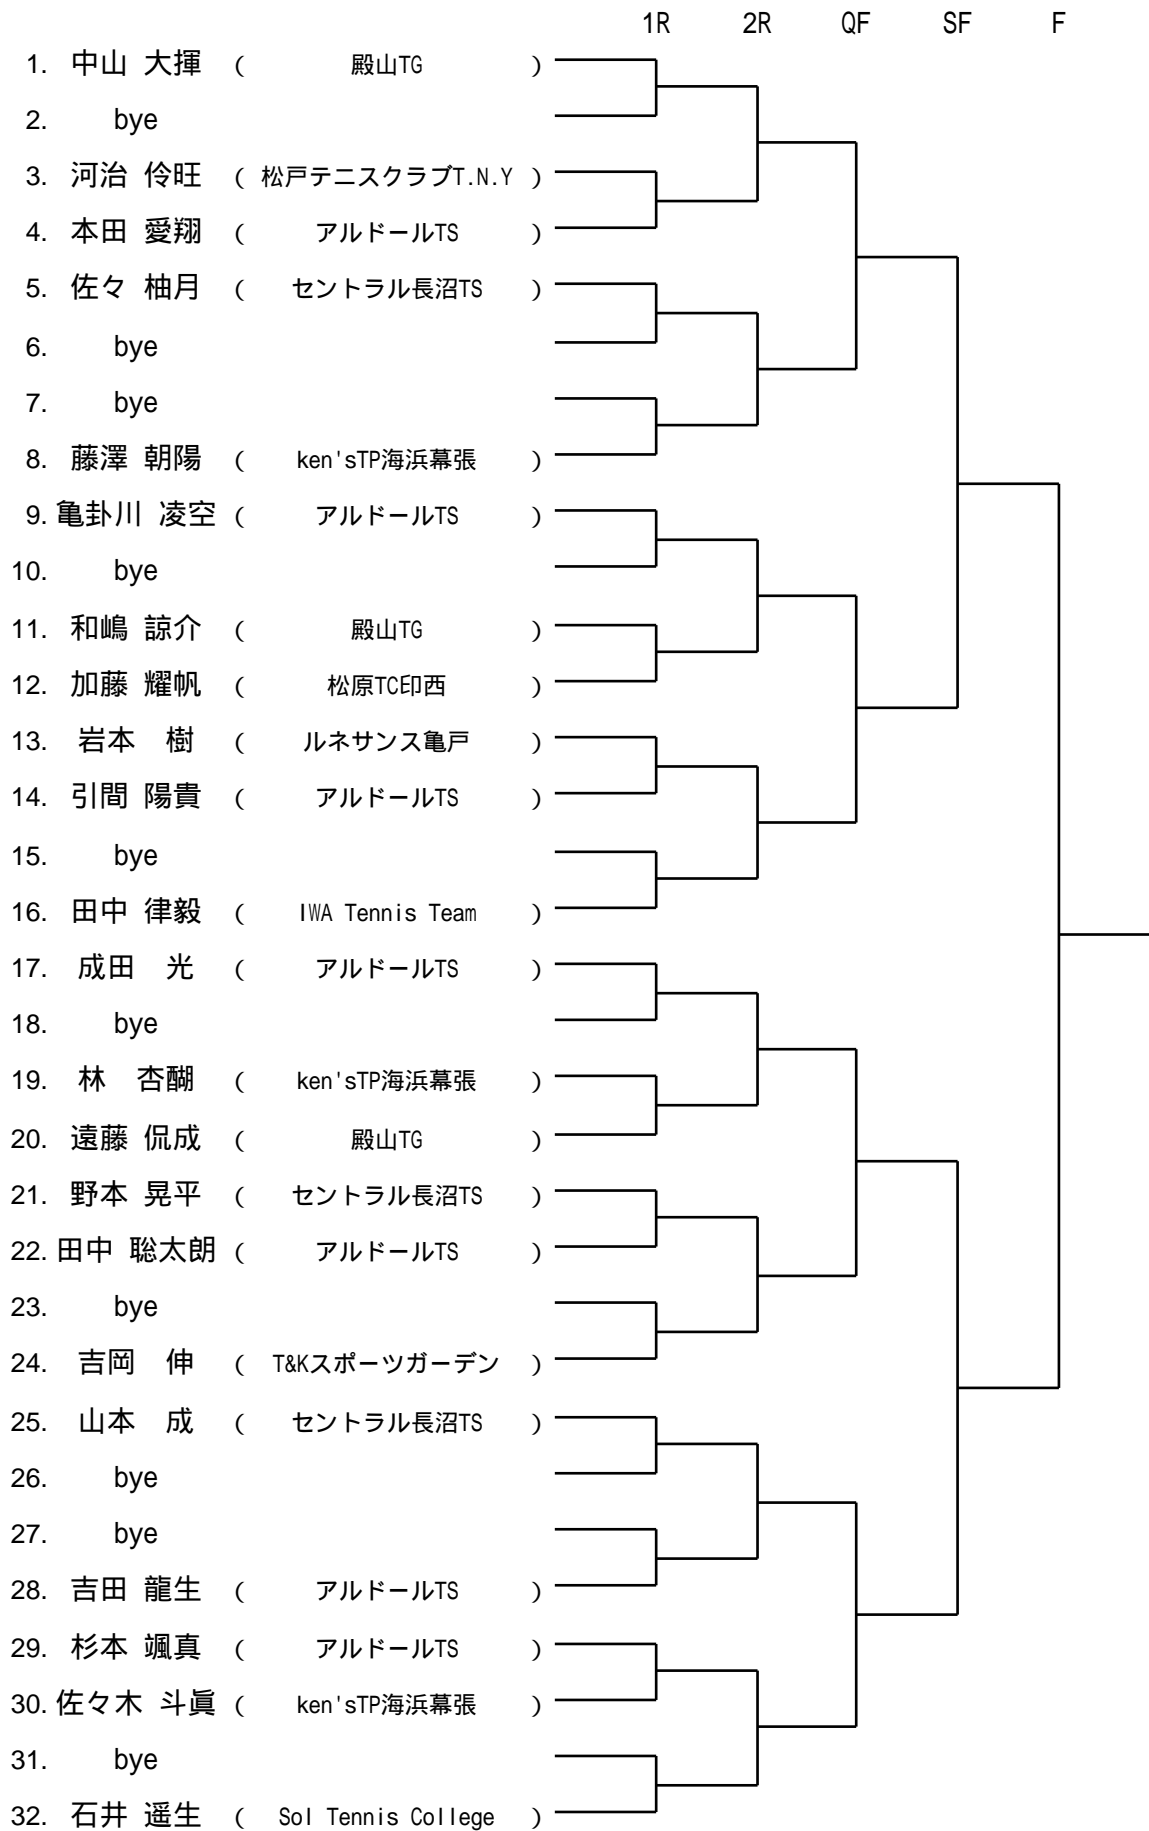 1R 2R QF SF F
1. 中山 大揮 ( 殿山TG )
2. bye
3. 河治 伶旺 ( 松戸テニスクラブT.N.Y )
4. 本田 愛翔 ( アルドールTS )
5. 佐々 柚月 ( セントラル長沼TS )
6. bye
7. bye
8. 藤澤 朝陽 ( ken'sTP海浜幕張 )
9. 亀卦川 凌空 ( アルドールTS )
10. bye
11. 和嶋 諒介 ( 殿山TG )
12. 加藤 耀帆 ( 松原TC印西 )
13. 岩本 樹 ( ルネサンス亀戸 )
14. 引間 陽貴 ( アルドールTS )
15. bye
16. 田中 律毅 ( IWA Tennis Team )
17. 成田 光 ( アルドールTS )
18. bye
19. 林 杏醐 ( ken'sTP海浜幕張 )
20. 遠藤 侃成 ( 殿山TG )
21. 野本 晃平 ( セントラル長沼TS )
22. 田中 聡太朗 ( アルドールTS )
23. bye
24. 吉岡 伸 ( T&Kスポーツガーデン )
25. 山本 成 ( セントラル長沼TS )
26. bye
27. bye
28. 吉田 龍生 ( アルドールTS )
29. 杉本 颯真 ( アルドールTS )
30. 佐々木 斗眞 ( ken'sTP海浜幕張 )
31. bye
32. 石井 遥生 ( Sol Tennis College )